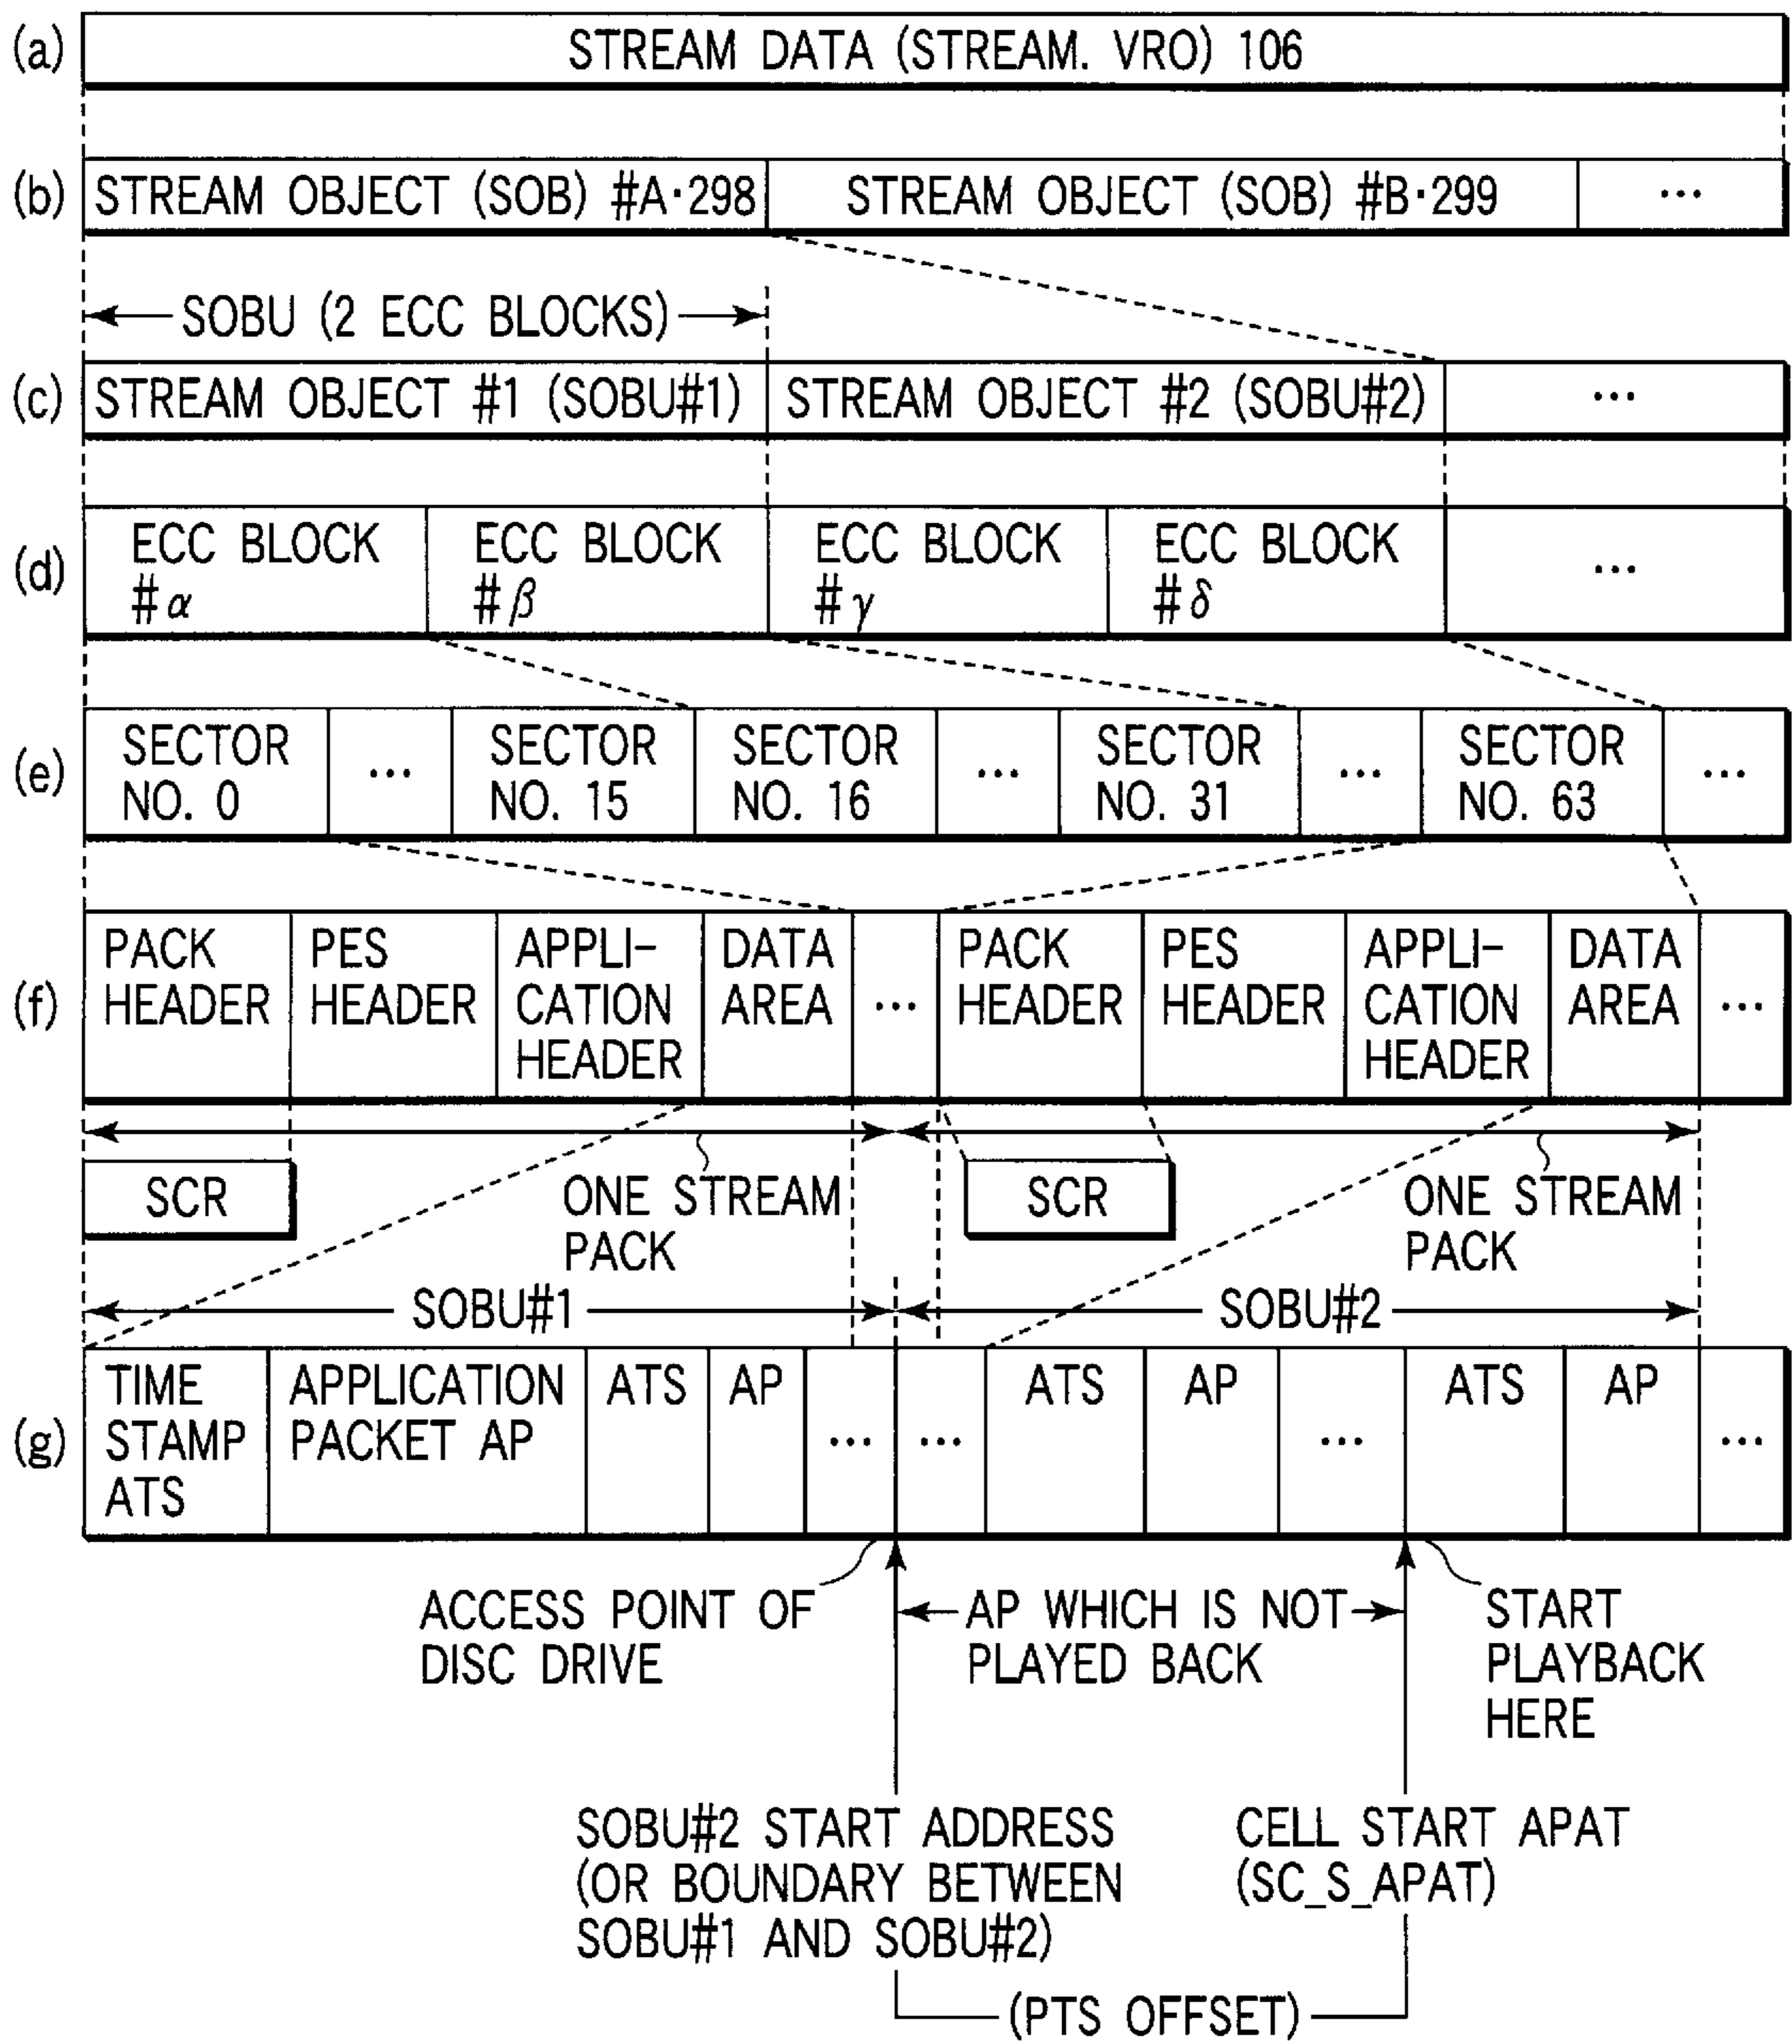 (a) STREAM DATA (STREAM. VRO) 106
(b) STREAM OBJECT (SOB) #A·298 STREAM OBJECT (SOB) #B·299 ...
SOBU (2 ECC BLOCKS)
(c) STREAM OBJECT #1 (SOBU#1) STREAM OBJECT #2 (SOBU#2) ...
(d) ECC BLOCK #α ECC BLOCK #β ECC BLOCK #γ ECC BLOCK #δ ...
(e) SECTOR NO. 0 ... SECTOR NO. 15 SECTOR NO. 16 ... SECTOR NO. 31 ... SECTOR NO. 63 ...
(f) PACK HEADER PES HEADER APPLI- CATION HEADER DATA AREA ... PACK HEADER PES HEADER APPLI- CATION HEADER DATA AREA ...
SCR
ONE STREAM
PACK
SCR
ONE STREAM
PACK
SOBU#1 SOBU#2
(g) TIME STAMP ATS APPLICATION PACKET AP ATS AP ... ... ATS AP ... ATS AP ...
ACCESS POINT OF
DISC DRIVE
AP WHICH IS NOT
PLAYED BACK
START
PLAYBACK
HERE
SOBU#2 START ADDRESS
(OR BOUNDARY BETWEEN
SOBU#1 AND SOBU#2)
CELL START APAT
(SC_S_APAT)
(PTS OFFSET)